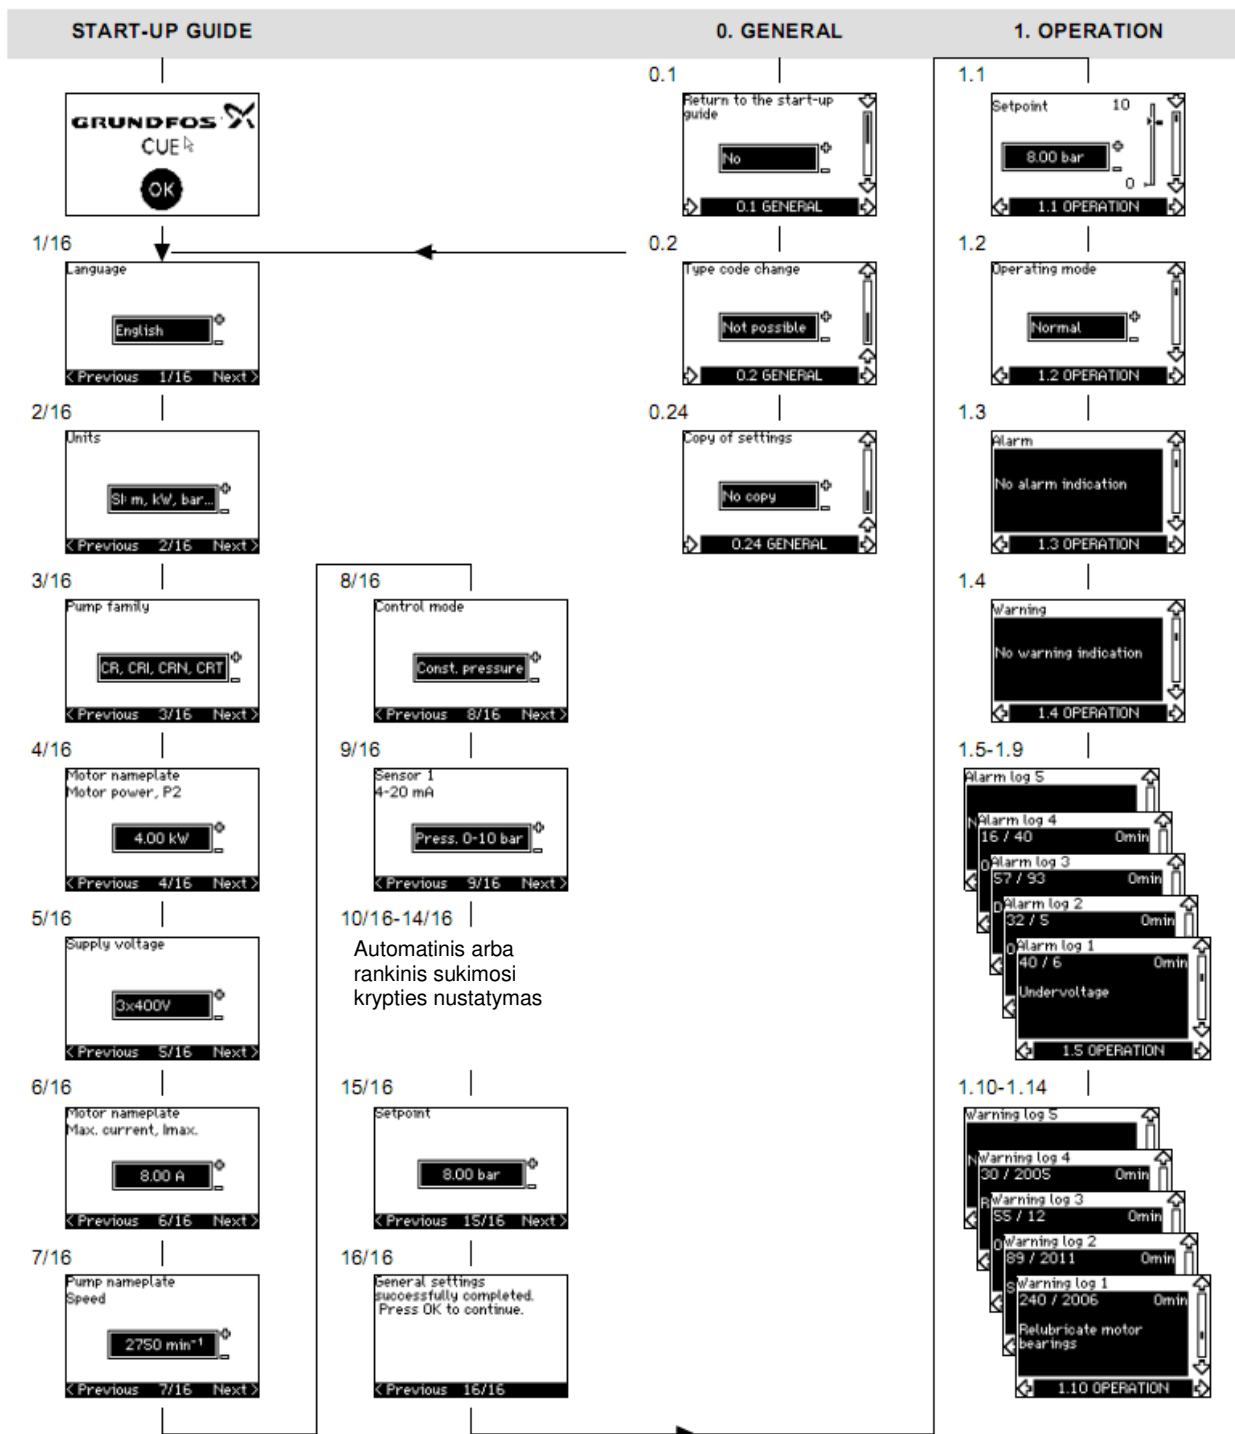 START-UP GUIDE
0. GENERAL
1. OPERATION
GRUNDFOS
CUE
OK
1/16
Language
English
< Previous 1/16 Next >
2/16
Units
SI: m, kW, bar...
< Previous 2/16 Next >
3/16
Pump family
CR, CRI, CRN, CRT
< Previous 3/16 Next >
4/16
Motor nameplate
Motor power, P2
4.00 kW
< Previous 4/16 Next >
5/16
Supply voltage
3x400V
< Previous 5/16 Next >
6/16
Motor nameplate
Max. current, Imax.
8.00 A
< Previous 6/16 Next >
7/16
Pump nameplate
Speed
2750 min⁻¹
< Previous 7/16 Next >
8/16
Control mode
Const. pressure
< Previous 8/16 Next >
9/16
Sensor 1
4-20 mA
Press. 0-10 bar
< Previous 9/16 Next >
10/16-14/16
Automatinis arba
rankinis sukimosi
krypties nustatymas
15/16
Setpoint
8.00 bar
< Previous 15/16 Next >
16/16
General settings
successfully completed.
Press OK to continue.
< Previous 16/16
0.1
Return to the start-up
guide
No
0.1 GENERAL
0.2
Type code change
Not possible
0.2 GENERAL
0.24
Copy of settings
No copy
0.24 GENERAL
1.1
Setpoint
10
8.00 bar
0
1.1 OPERATION
1.2
Operating mode
Normal
1.2 OPERATION
1.3
Alarm
No alarm indication
1.3 OPERATION
1.4
Warning
No warning indication
1.4 OPERATION
1.5-1.9
Alarm log 5
N
Alarm log 4
16 / 40 0min
O
Alarm log 3
57 / 93 0min
D
Alarm log 2
32 / 5 0min
O
Alarm log 1
40 / 6 0min
Undervoltage
1.5 OPERATION
1.10-1.14
Warning log 5
N
Warning log 4
30 / 2005 0min
R
Warning log 3
55 / 12 0min
O
Warning log 2
89 / 2011 0min
S
Warning log 1
240 / 2006 0min
Relubricate motor
bearings
1.10 OPERATION